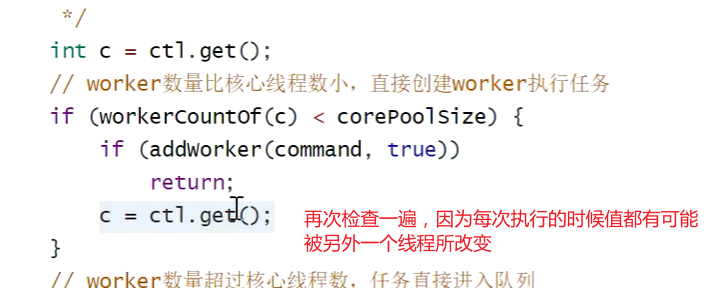 */
int c = ctl.get();
// worker数量比核心线程数小，直接创建worker执行任务
if (workerCountOf(c) < corePoolSize) {
if (addWorker(command, true))
return;
c = ctl.get();
再次检查一遍，因为每次执行的时候值都有可能
被另外一个线程所改变
}
// worker数量超过核心线程数，任务直接进入队列